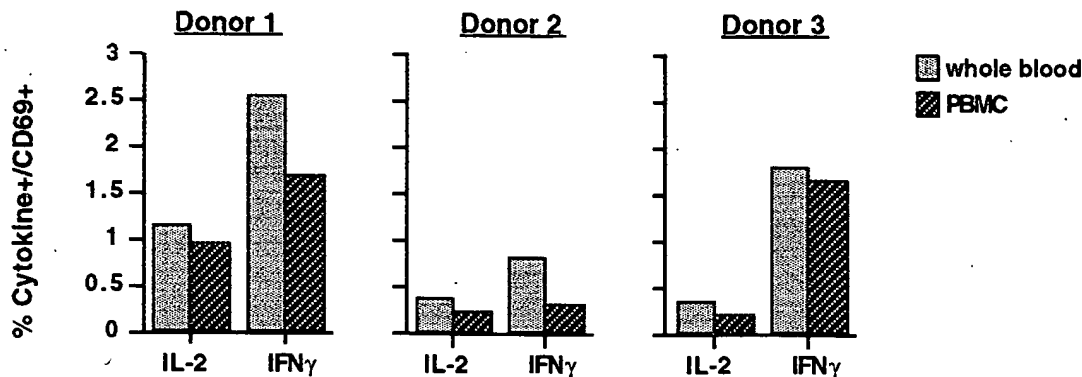 Donor 1
Donor 2
Donor 3
whole blood
PBMC
% Cytokine+/CD69+
3
2.5
2
1.5
1
0.5
0
IL-2 IFNγ
IL-2 IFNγ
IL-2 IFNγ